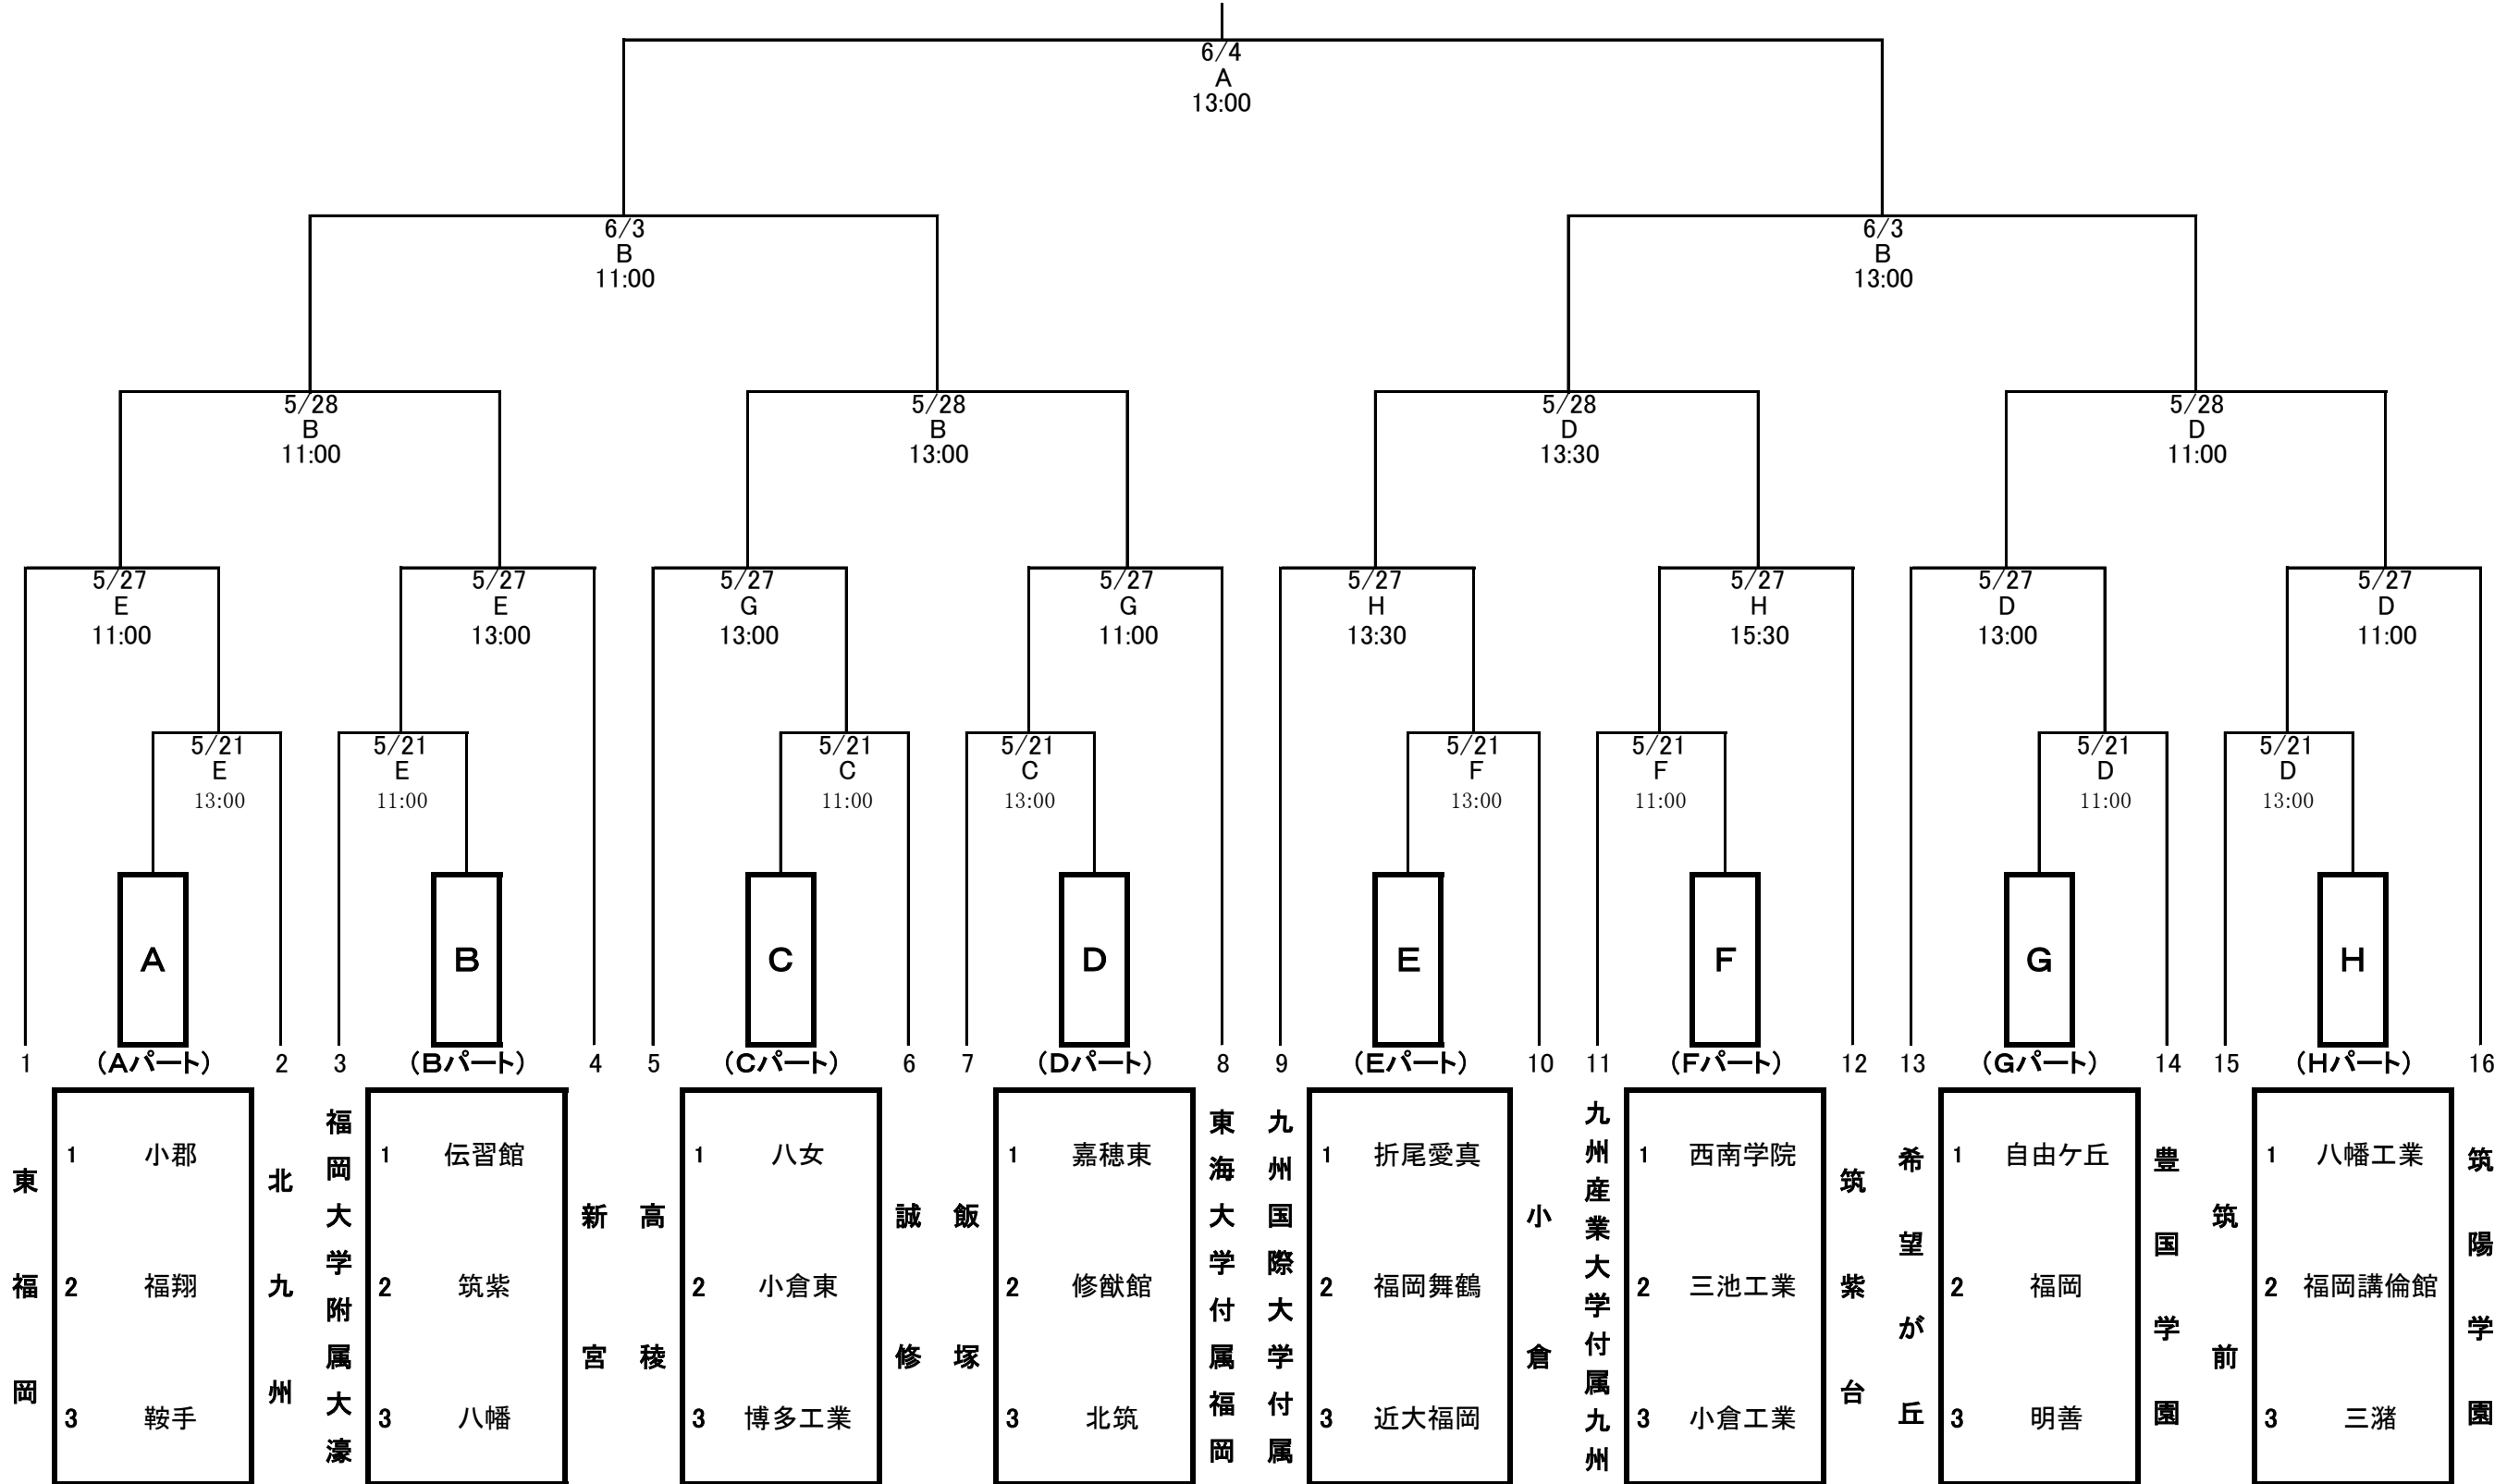 6/4
A
13:00
6/3
B
11:00
6/3
B
13:00
5/28
B
11:00
5/28
B
13:00
5/28
D
13:30
5/28
D
11:00
5/27
E
11:00
5/27
E
13:00
5/27
G
13:00
5/27
G
11:00
5/27
H
13:30
5/27
H
15:30
5/27
D
13:00
5/27
D
11:00
5/21
E
13:00
5/21
E
11:00
5/21
C
11:00
5/21
C
13:00
5/21
F
13:00
5/21
F
11:00
5/21
D
11:00
5/21
D
13:00
A
B
C
D
E
F
G
H
1 (Aパート) 2 3 (Bパート) 4 5 (Cパート) 6 7 (Dパート) 8 9 (Eパート) 10 11 (Fパート) 12 13 (Gパート) 14 15 (Hパート) 16
東福岡
1 小郡
2 福翔
3 鞍手
北九州
福岡大学附属大濠
1 伝習館
2 筑紫
3 八幡
新宮
高稜
1 八女
2 小倉東
3 博多工業
誠修
飯塚
1 嘉穂東
2 修猷館
3 北筑
東海大学付属福岡
九州国際大学付属
1 折尾愛真
2 福岡舞鶴
3 近大福岡
小倉
九州産業大学付属九州
1 西南学院
2 三池工業
3 小倉工業
筑紫台
希望が丘
1 自由ケ丘
2 福岡
3 明善
豊国学園
筑前
1 八幡工業
2 福岡講倫館
3 三潴
筑陽学園